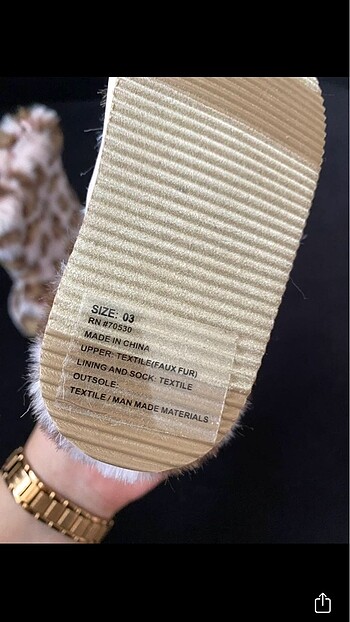 SIZE: 03
RN #70530
MADE IN CHINA
UPPER: TEXTILE(FAUX FUR)
LINING AND SOCK: TEXTILE
OUTSOLE:
TEXTILE / MAN MADE MATERIALS